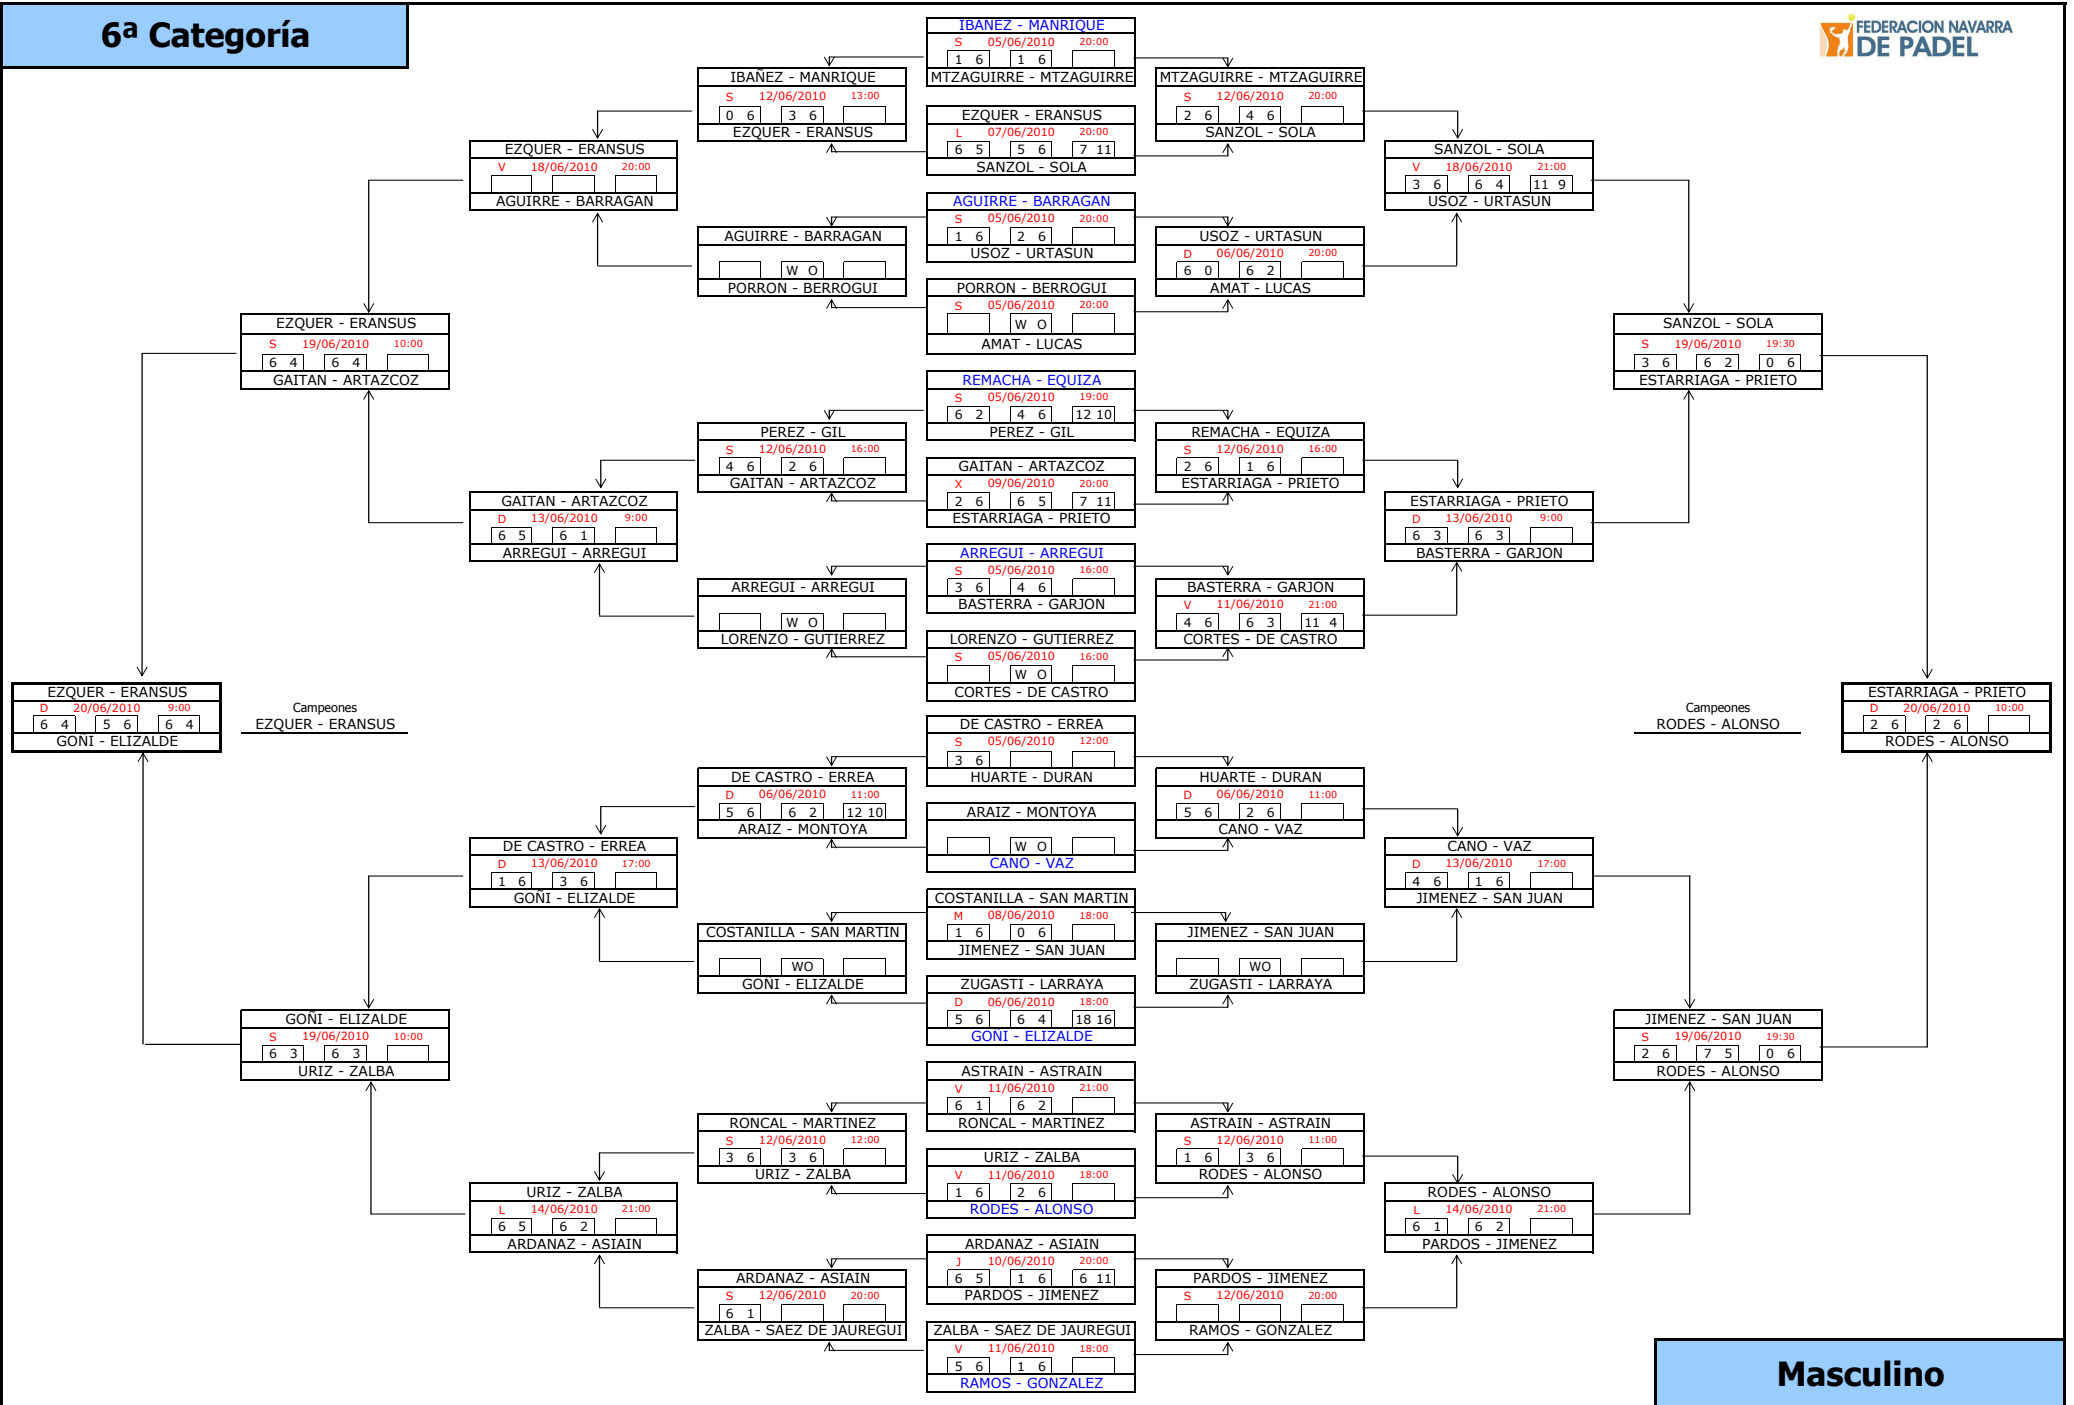 6ª Categoría
FEDERACION NAVARRA
DE PADEL
EZQUER - ERANSUS
D 20/06/2010 9:00
6 4 5 6 6 4
GOÑI - ELIZALDE
Campeones
EZQUER - ERANSUS
EZQUER - ERANSUS
S 19/06/2010 10:00
6 4 6 4
GAITAN - ARTAZCOZ
GOÑI - ELIZALDE
S 19/06/2010 10:00
6 3 6 3
URIZ - ZALBA
EZQUER - ERANSUS
V 18/06/2010 20:00
AGUIRRE - BARRAGAN
GAITAN - ARTAZCOZ
D 13/06/2010 9:00
6 5 6 1
ARREGUI - ARREGUI
DE CASTRO - ERREA
D 13/06/2010 17:00
1 6 3 6
GOÑI - ELIZALDE
URIZ - ZALBA
L 14/06/2010 21:00
6 5 6 2
ARDANAZ - ASIAIN
IBAÑEZ - MANRIQUE
S 12/06/2010 13:00
0 6 3 6
EZQUER - ERANSUS
AGUIRRE - BARRAGAN
W O
PORRON - BERROGUI
PEREZ - GIL
S 12/06/2010 16:00
4 6 2 6
GAITAN - ARTAZCOZ
ARREGUI - ARREGUI
W O
LORENZO - GUTIERREZ
DE CASTRO - ERREA
D 06/06/2010 11:00
5 6 6 2 12 10
ARAIZ - MONTOYA
COSTANILLA - SAN MARTIN
WO
GOÑI - ELIZALDE
RONCAL - MARTINEZ
S 12/06/2010 12:00
3 6 3 6
URIZ - ZALBA
ARDANAZ - ASIAIN
S 12/06/2010 20:00
6 1
ZALBA - SAEZ DE JAUREGUI
IBAÑEZ - MANRIQUE
S 05/06/2010 20:00
1 6 1 6
MTZAGUIRRE - MTZAGUIRRE
EZQUER - ERANSUS
L 07/06/2010 20:00
6 5 5 6 7 11
SANZOL - SOLA
AGUIRRE - BARRAGAN
S 05/06/2010 20:00
1 6 2 6
USOZ - URTASUN
PORRON - BERROGUI
S 05/06/2010 20:00
W O
AMAT - LUCAS
REMACHA - EQUIZA
S 05/06/2010 19:00
6 2 4 6 12 10
PEREZ - GIL
GAITAN - ARTAZCOZ
X 09/06/2010 20:00
2 6 6 5 7 11
ESTARRIAGA - PRIETO
ARREGUI - ARREGUI
S 05/06/2010 16:00
3 6 4 6
BASTERRA - GARJON
LORENZO - GUTIERREZ
S 05/06/2010 16:00
W O
CORTES - DE CASTRO
DE CASTRO - ERREA
S 05/06/2010 12:00
3 6
HUARTE - DURAN
ARAIZ - MONTOYA
W O
CANO - VAZ
COSTANILLA - SAN MARTIN
M 08/06/2010 18:00
1 6 0 6
JIMENEZ - SAN JUAN
ZUGASTI - LARRAYA
D 06/06/2010 18:00
5 6 6 4 18 16
GOÑI - ELIZALDE
ASTRAIN - ASTRAIN
V 11/06/2010 21:00
6 1 6 2
RONCAL - MARTINEZ
URIZ - ZALBA
V 11/06/2010 18:00
1 6 2 6
RODES - ALONSO
ARDANAZ - ASIAIN
J 10/06/2010 20:00
6 5 1 6 6 11
PARDOS - JIMENEZ
ZALBA - SAEZ DE JAUREGUI
V 11/06/2010 18:00
5 6 1 6
RAMOS - GONZALEZ
MTZAGUIRRE - MTZAGUIRRE
S 12/06/2010 20:00
2 6 4 6
SANZOL - SOLA
USOZ - URTASUN
D 06/06/2010 20:00
6 0 6 2
AMAT - LUCAS
REMACHA - EQUIZA
S 12/06/2010 16:00
2 6 1 6
ESTARRIAGA - PRIETO
BASTERRA - GARJON
V 11/06/2010 21:00
4 6 6 3 11 4
CORTES - DE CASTRO
HUARTE - DURAN
D 06/06/2010 11:00
5 6 2 6
CANO - VAZ
JIMENEZ - SAN JUAN
WO
ZUGASTI - LARRAYA
ASTRAIN - ASTRAIN
S 12/06/2010 11:00
1 6 3 6
RODES - ALONSO
PARDOS - JIMENEZ
S 12/06/2010 20:00
RAMOS - GONZALEZ
SANZOL - SOLA
V 18/06/2010 21:00
3 6 6 4 11 9
USOZ - URTASUN
ESTARRIAGA - PRIETO
D 13/06/2010 9:00
6 3 6 3
BASTERRA - GARJON
CANO - VAZ
D 13/06/2010 17:00
4 6 1 6
JIMENEZ - SAN JUAN
RODES - ALONSO
L 14/06/2010 21:00
6 1 6 2
PARDOS - JIMENEZ
SANZOL - SOLA
S 19/06/2010 19:30
3 6 6 2 0 6
ESTARRIAGA - PRIETO
JIMENEZ - SAN JUAN
S 19/06/2010 19:30
2 6 7 5 0 6
RODES - ALONSO
Campeones
RODES - ALONSO
ESTARRIAGA - PRIETO
D 20/06/2010 10:00
2 6 2 6
RODES - ALONSO
Masculino